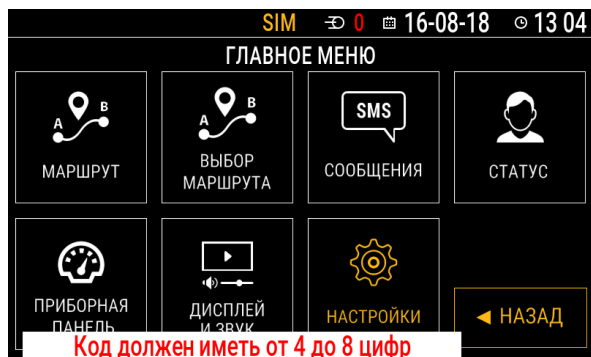 SIM 0 16-08-18 13 04
ГЛАВНОЕ МЕНЮ
A B
A B
SMS
МАРШРУТ
ВЫБОР
МАРШРУТА
СООБЩЕНИЯ
СТАТУС
ПРИБОРНАЯ
ПАНЕЛЬ
ДИСПЛЕЙ
И ЗВУК
НАСТРОЙКИ
◄ НАЗАД
Код должен иметь от 4 до 8 цифр